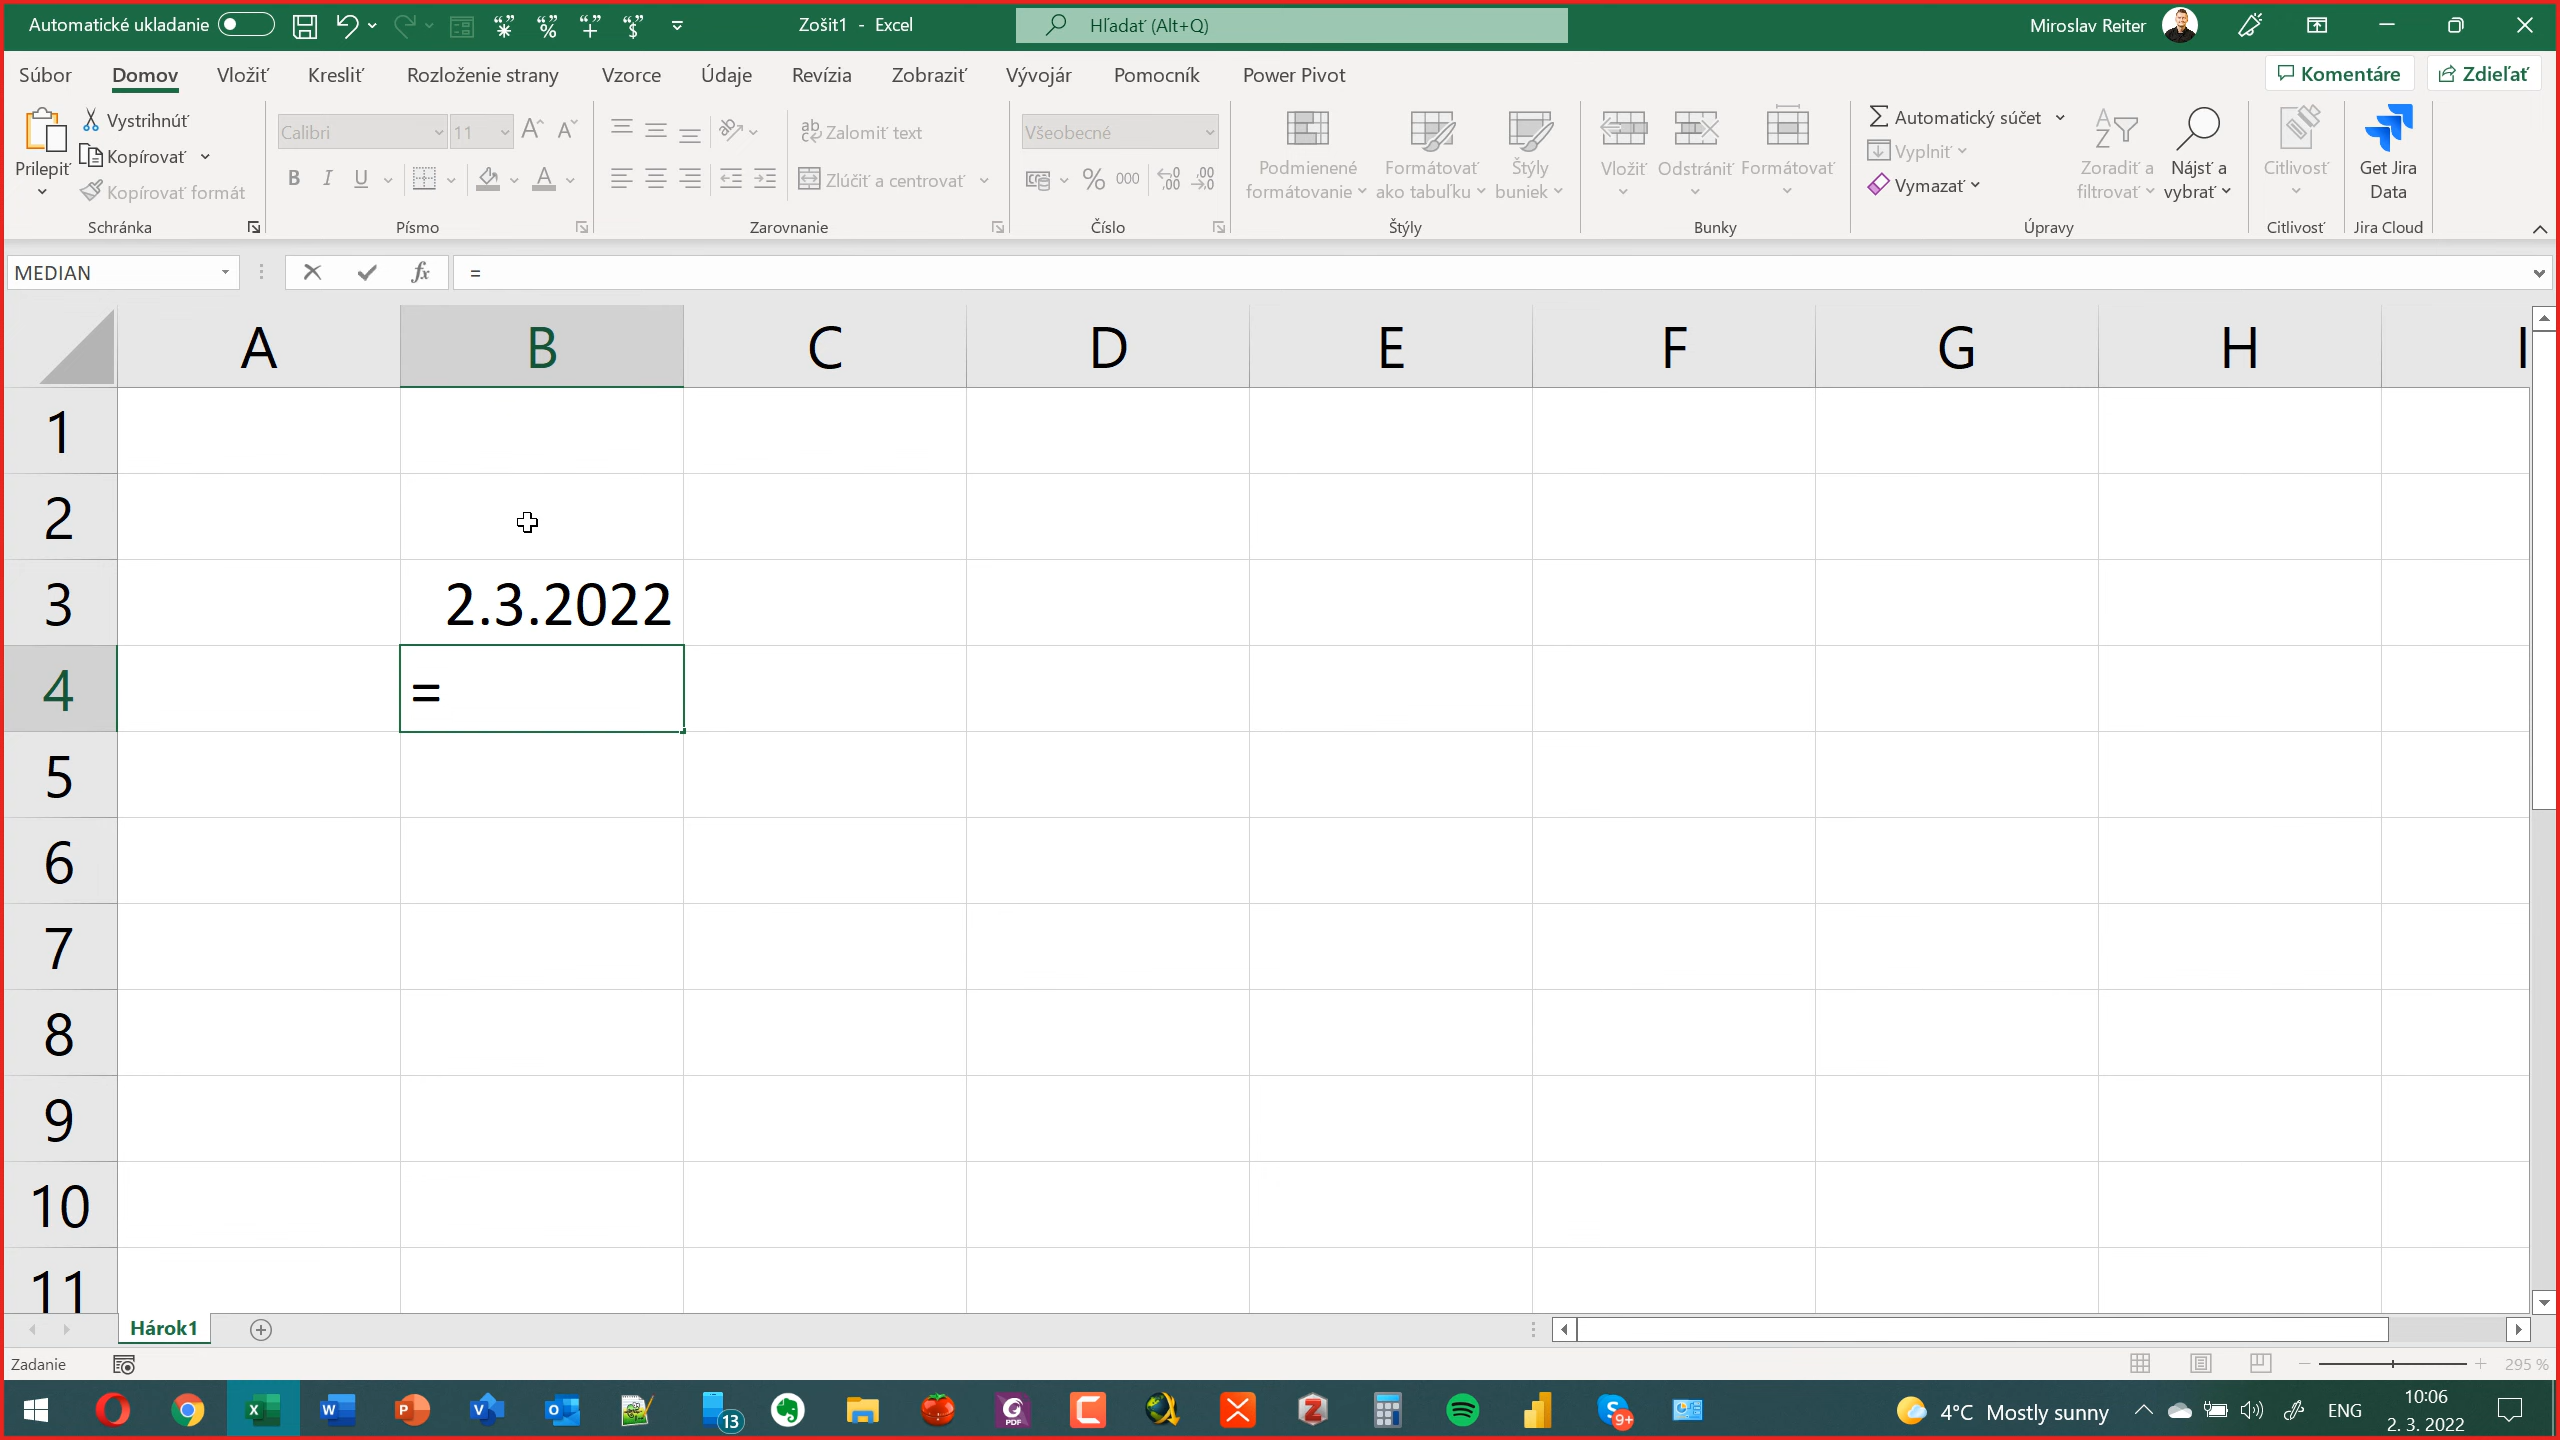 Automatické ukladanie
Zošit1 - Excel
Hľadať (Alt+Q)
Miroslav Reiter
Súbor Domov Vložiť Kresliť Rozloženie strany Vzorce Údaje Revízia Zobraziť Vývojár Pomocník Power Pivot
Komentáre Zdieľať
Prilepiť
Vystrihnúť
Kopírovať
Kopírovať formát
Schránka
Calibri 11
B I U
Písmo
Zalomiť text
Zlúčiť a centrovať
Zarovnanie
Všeobecné
% 000
Číslo
Podmienené
formátovanie
Formátovať
ako tabuľku
Štýly
buniek
Štýly
Vložiť
Odstrániť
Formátovať
Bunky
Automatický súčet
Vyplniť
Vymazať
Zoradiť a
filtrovať
Nájsť a
vybrať
Úpravy
Citlivosť
Citlivosť
Get Jira
Data
Jira Cloud
MEDIAN
fx
=
A B C D E F G H I
1
2
3 2.3.2022
4 =
5
6
7
8
9
10
11
Hárok1
Zadanie
295 %
13
9+
4°C Mostly sunny
ENG
10:06
2. 3. 2022